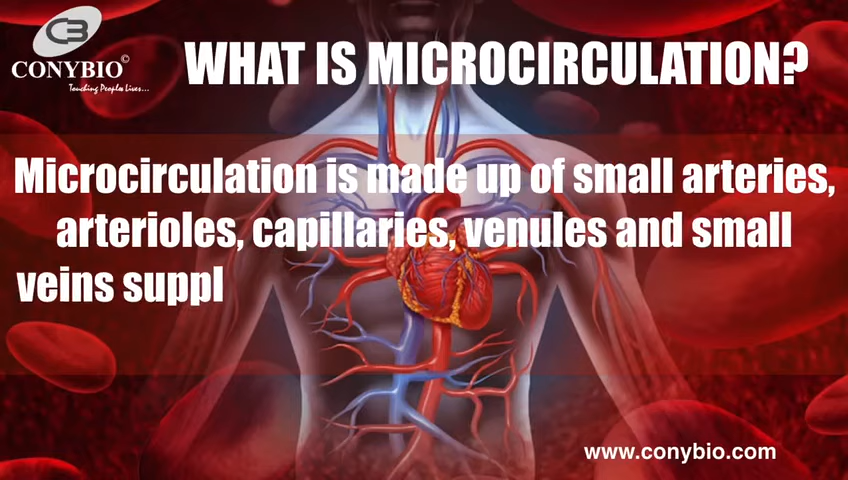 CB
CONYBIO©
Touching Peoples Lives...
WHAT IS MICROCIRCULATION?
Microcirculation is made up of small arteries,
arterioles, capillaries, venules and small
veins suppl
www.conybio.com